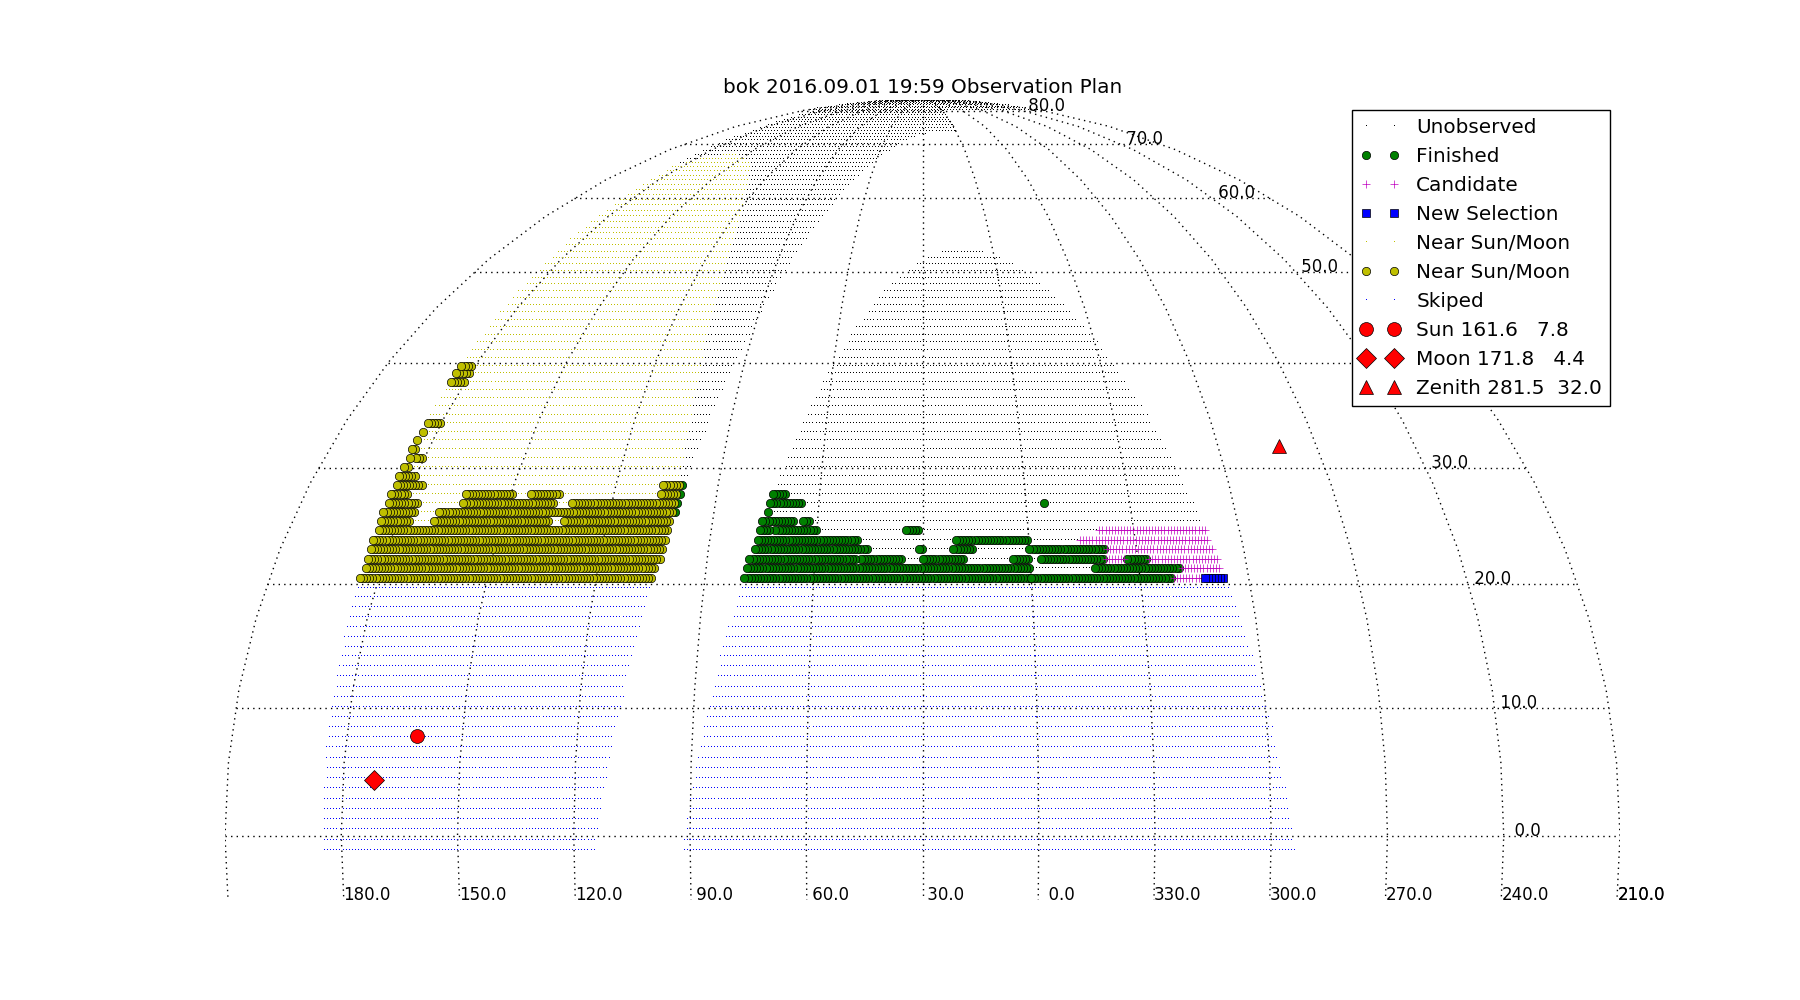 bok 2016.09.01 19:59 Observation Plan
80.0
70.0
60.0
50.0
30.0
20.0
10.0
0.0
Unobserved
Finished
Candidate
New Selection
Near Sun/Moon
Near Sun/Moon
Skiped
Sun 161.6 7.8
Moon 171.8 4.4
Zenith 281.5 32.0
180.0 150.0 120.0 90.0 60.0 30.0 0.0 330.0 300.0 270.0 240.0 210.0